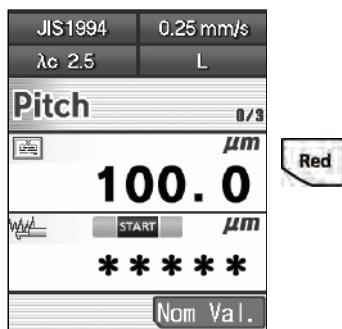 JIS1994 0.25 mm/s
λc 2.5 L
Pitch 0/3
μm
100.0
START μm
*****
Nom Val.
Red